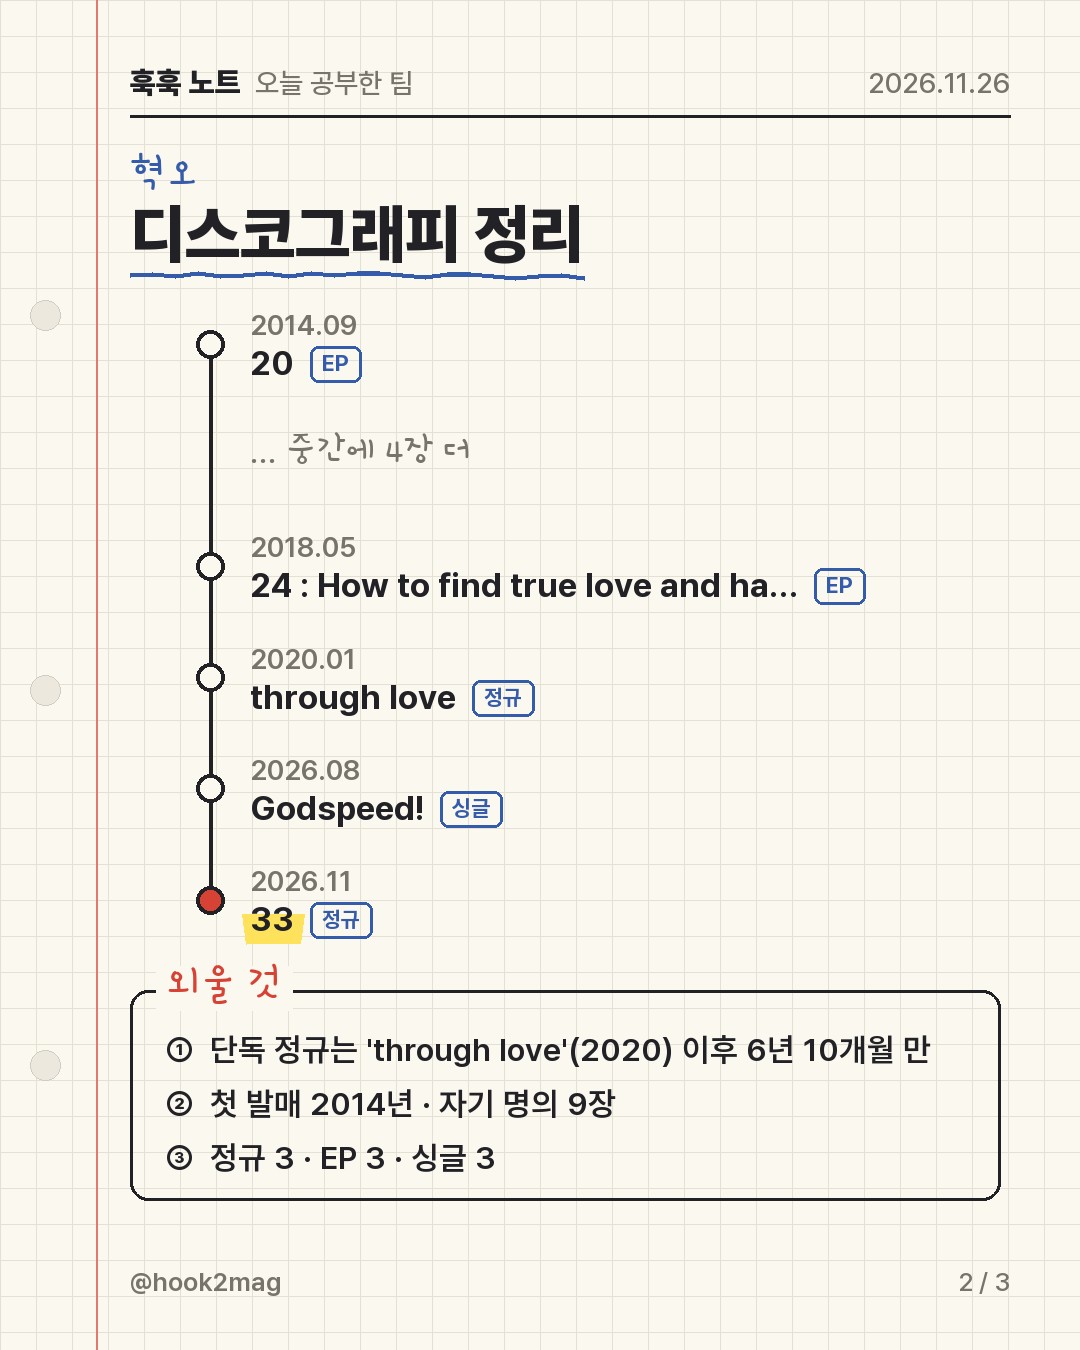 훅훅 노트 오늘 공부한 팀 2026.11.26
혁오
디스코그래피 정리
2014.09
20 EP
... 중간에 4장 더
2018.05
24 : How to find true love and ha... EP
2020.01
through love 정규
2026.08
Godspeed! 싱글
2026.11
33 정규
외울 것
① 단독 정규는 'through love'(2020) 이후 6년 10개월 만
② 첫 발매 2014년 · 자기 명의 9장
③ 정규 3 · EP 3 · 싱글 3
@hook2mag 2 / 3